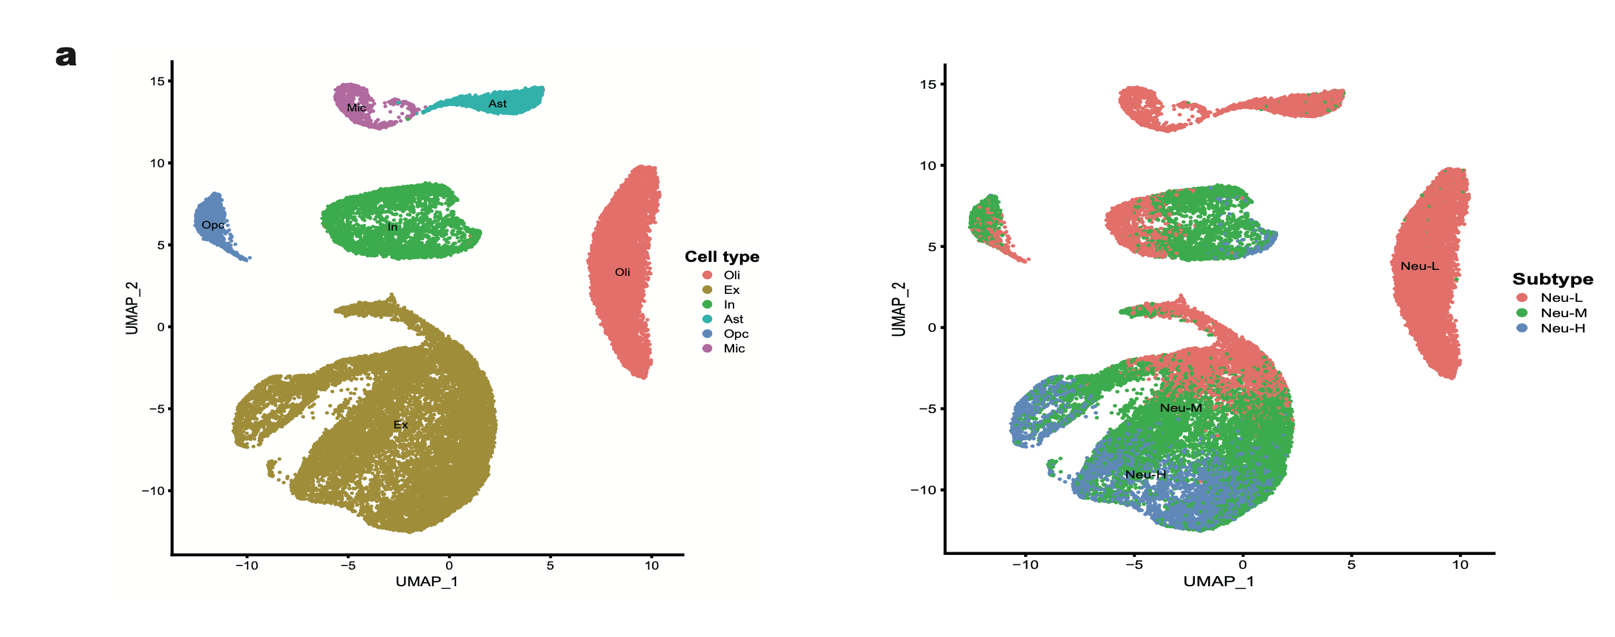 a
15
10
5
0
−5
−10
UMAP_2
−10
−5
0
5
10
UMAP_1
Mic
Ast
Opc
In
Oli
Ex
Cell type
Oli
Ex
In
Ast
Opc
Mic
15
10
5
0
−5
−10
UMAP_2
−10
−5
0
5
10
UMAP_1
Neu-L
Neu-M
Neu-H
Subtype
Neu-L
Neu-M
Neu-H